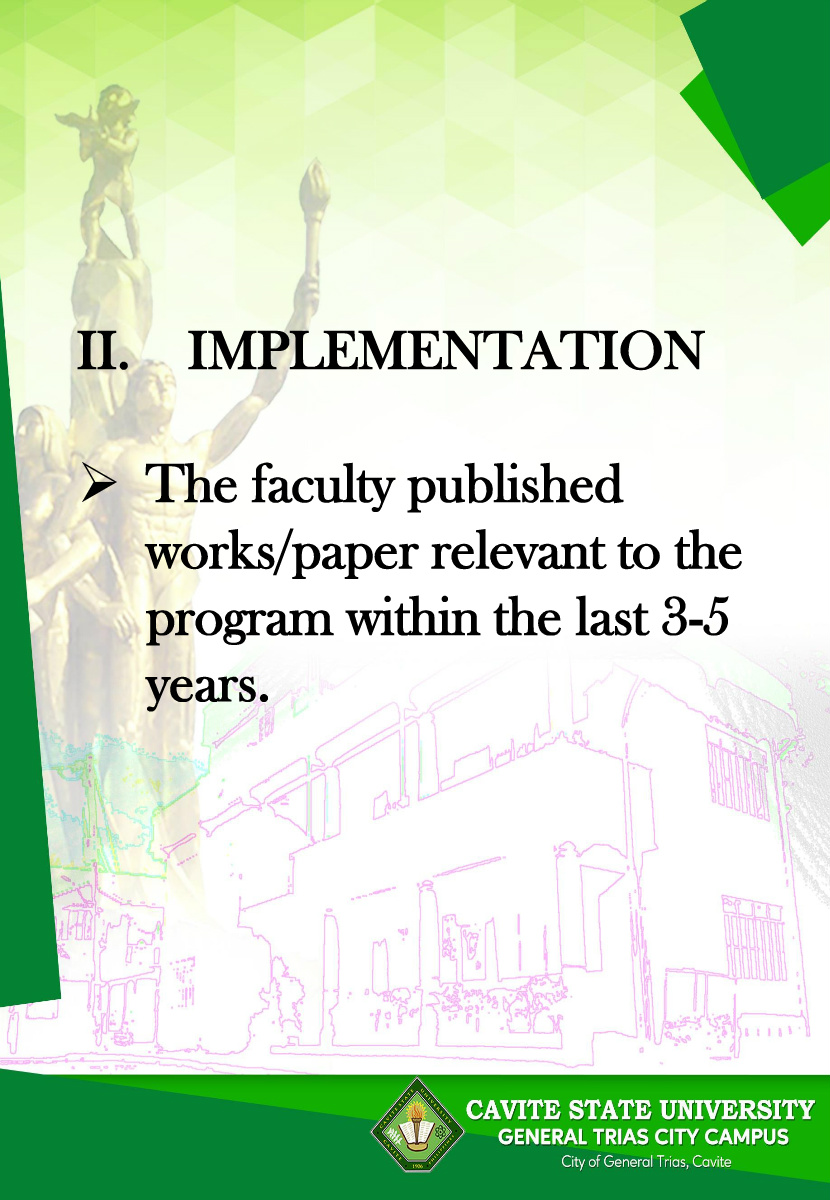 II. IMPLEMENTATION
➢ The faculty published
works/paper relevant to the
program within the last 3-5
years.
CAVITE STATE UNIVERSITY
GENERAL TRIAS CITY CAMPUS
City of General Trias, Cavite
1906